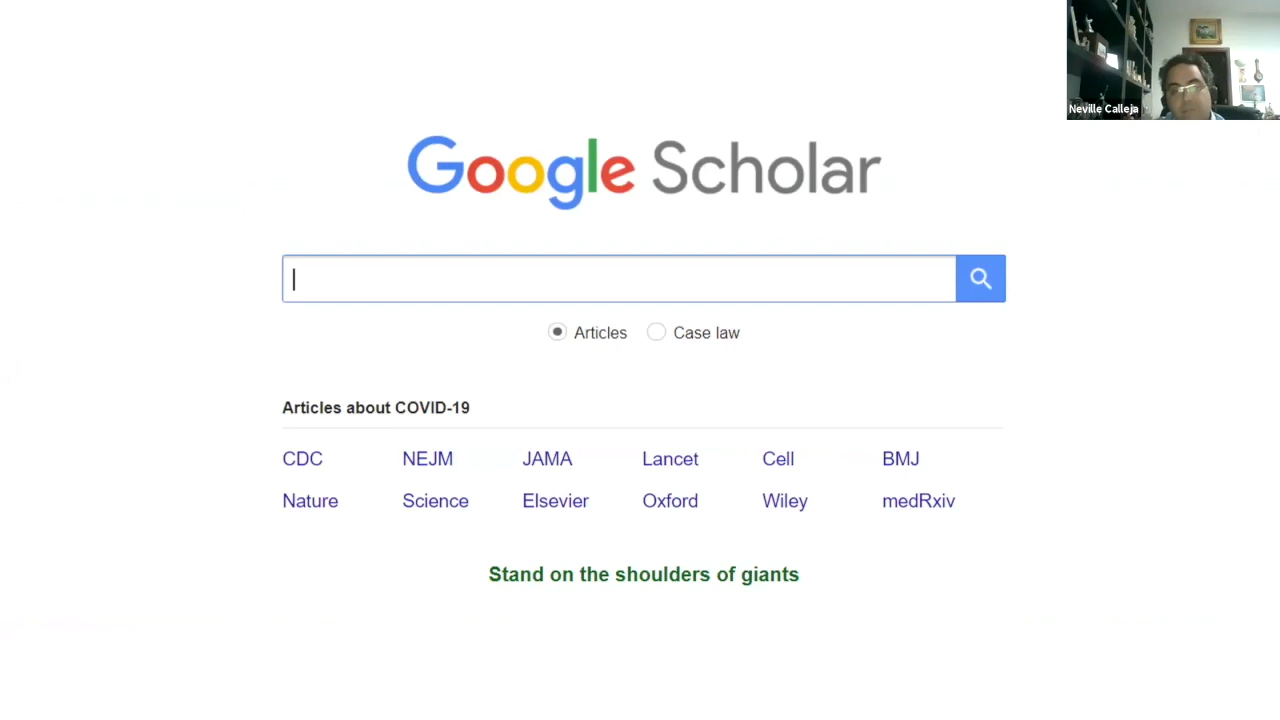 Neville Calleja
Google Scholar
Articles Case law
Articles about COVID-19
CDC NEJM JAMA Lancet Cell BMJ
Nature Science Elsevier Oxford Wiley medRxiv
Stand on the shoulders of giants